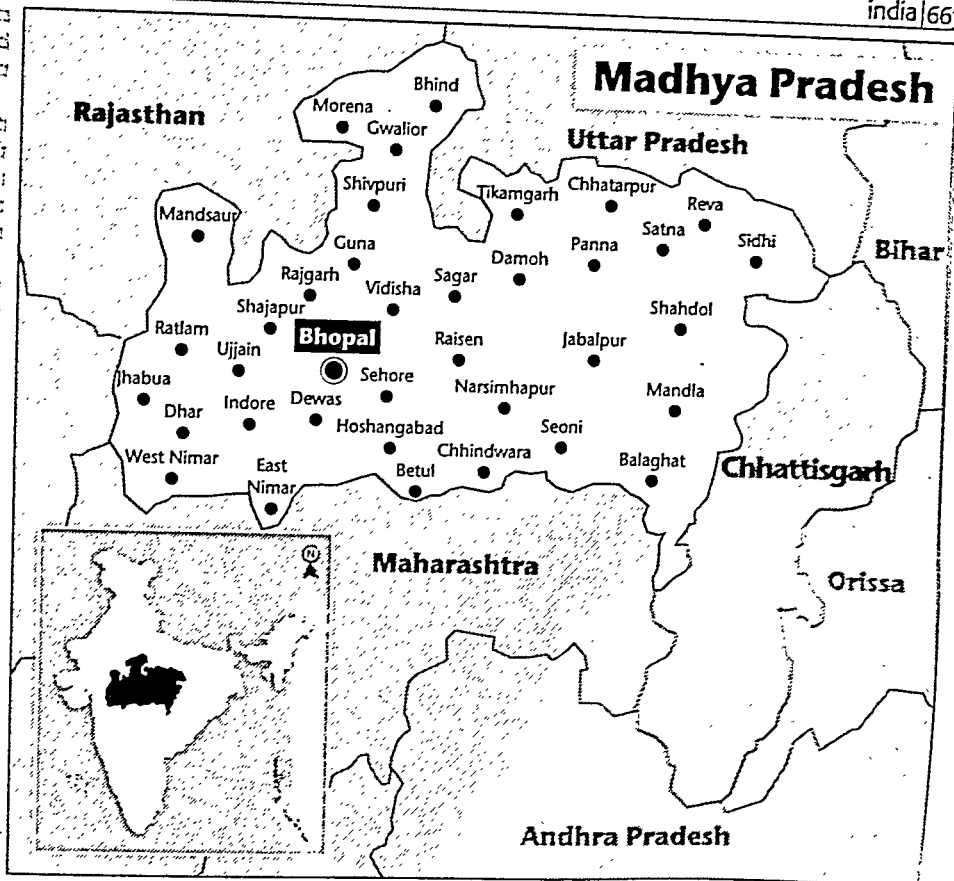 india|66
Madhya Pradesh
Rajasthan
Uttar Pradesh
Bihar
Chhattisgarh
Orissa
Maharashtra
Andhra Pradesh
Bhind
Morena
Gwalior
Shivpuri
Mandsaur
Tikamgarh
Chhatarpur
Reva
Satna
Sidhi
Guna
Panna
Damoh
Rajgarh
Vidisha
Sagar
Shajapur
Shahdol
Ratlam
Bhopal
Raisen
Jabalpur
Ujjain
Jhabua
Sehore
Narsimhapur
Mandla
Dhar
Indore
Dewas
Hoshangabad
Seoni
West Nimar
East
Nimar
Betul
Chhindwara
Balaghat
N